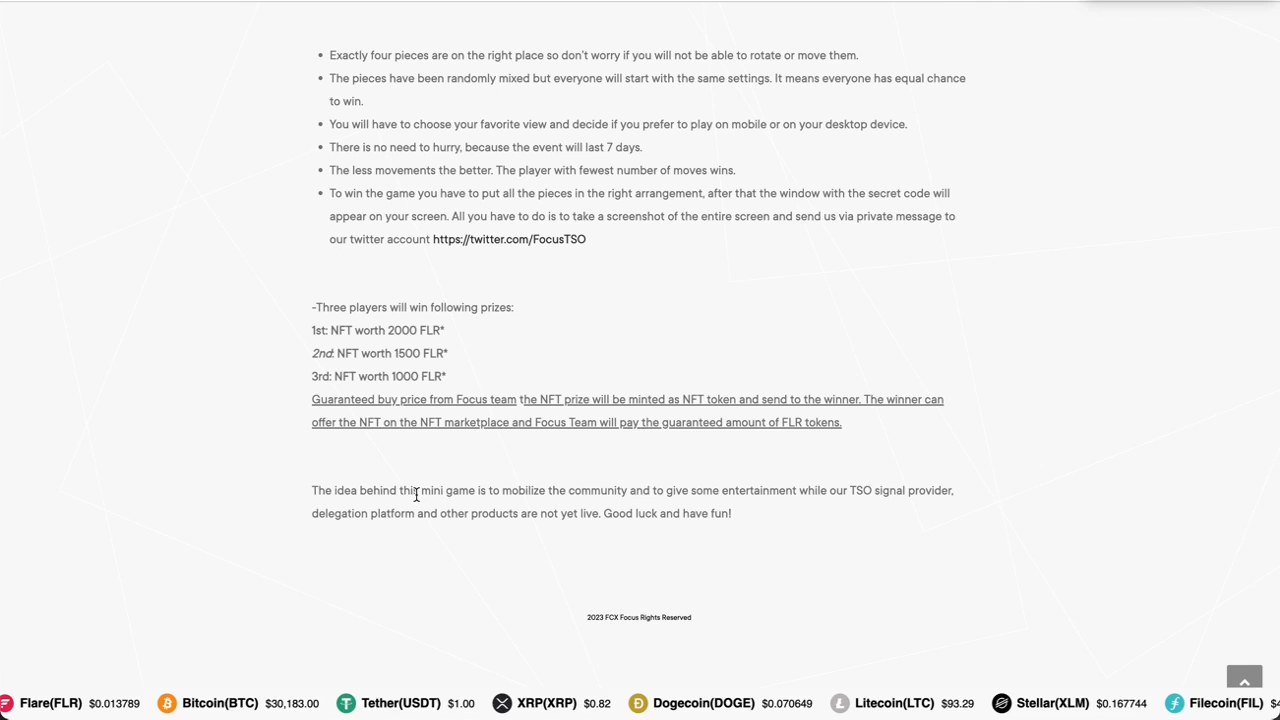 Exactly four pieces are on the right place so don't worry if you will not be able to rotate or move them.
The pieces have been randomly mixed but everyone will start with the same settings. It means everyone has equal chance
to win.
You will have to choose your favorite view and decide if you prefer to play on mobile or on your desktop device.
There is no need to hurry, because the event will last 7 days.
The less movements the better. The player with fewest number of moves wins.
To win the game you have to put all the pieces in the right arrangement, after that the window with the secret code will
appear on your screen. All you have to do is to take a screenshot of the entire screen and send us via private message to
our twitter account https://twitter.com/FocusTSO
-Three players will win following prizes:
1st: NFT worth 2000 FLR*
2nd: NFT worth 1500 FLR*
3rd: NFT worth 1000 FLR*
Guaranteed buy price from Focus team the NFT prize will be minted as NFT token and send to the winner. The winner can
offer the NFT on the NFT marketplace and Focus Team will pay the guaranteed amount of FLR tokens.
The idea behind this mini game is to mobilize the community and to give some entertainment while our TSO signal provider,
delegation platform and other products are not yet live. Good luck and have fun!
2023 FCX Focus Rights Reserved
Flare(FLR) $0.013789 Bitcoin(BTC) $30,183.00 Tether(USDT) $1.00 XRP(XRP) $0.82 Dogecoin(DOGE) $0.070649 Litecoin(LTC) $93.29 Stellar(XLM) $0.167744 Filecoin(FIL)